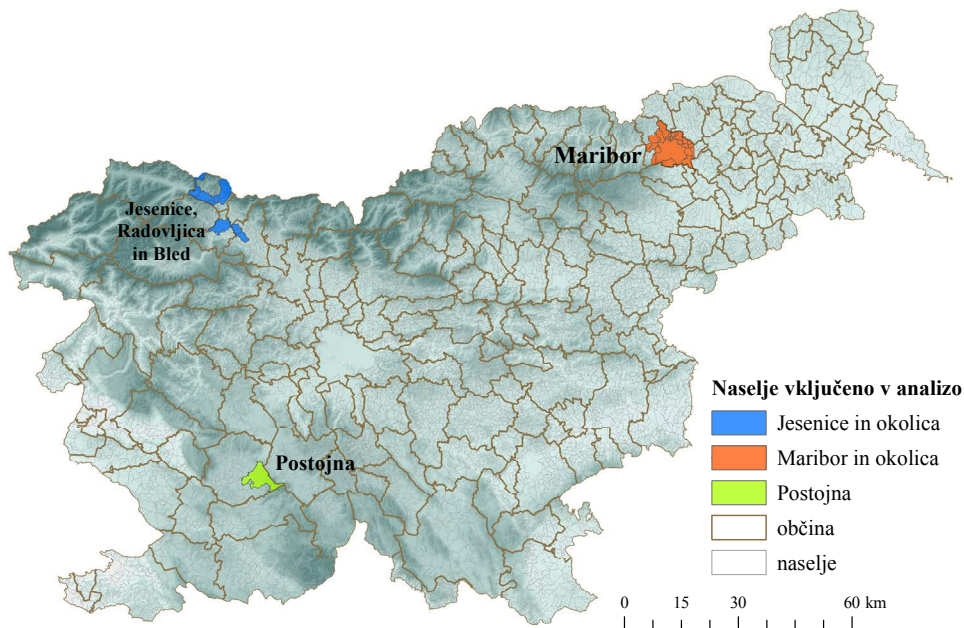 Maribor
Jesenice,
Radovljica
in Bled
Postojna
Naselje vključeno v analizo
Jesenice in okolica
Maribor in okolica
Postojna
občina
naselje
0 15 30 60 km